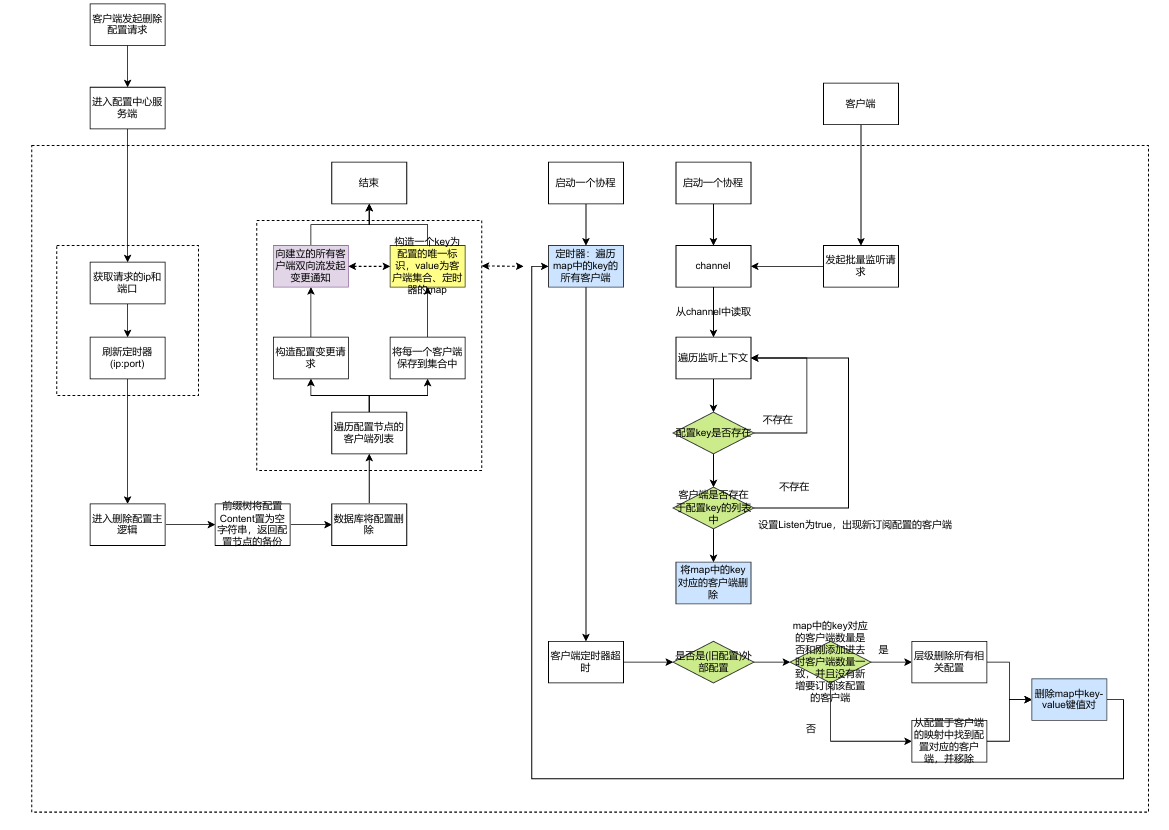 客户端发起删除
配置请求
进入配置中心服
务端
客户端
结束
启动一个协程
启动一个协程
获取请求的ip和
端口
刷新定时器
(ip:port)
向建立的所有客
户端双向流发起
变更通知
构造一个key为
配置的唯一标
识，value为客
户端集合、定时
器的map
定时器：遍历
map中的key的
所有客户端
channel
发起批量监听请
求
从channel中读取
构造配置变更请
求
将每一个客户端
保存到集合中
遍历监听上下文
遍历配置节点的
客户端列表
配置key是否存在
不存在
客户端是否存在
于配置key的列表
中
不存在
设置Listen为true，出现新订阅配置的客户端
进入删除配置主
逻辑
前缀树将配置
Content置为空
字符串，返回配
置节点的备份
数据库将配置删
除
将map中的key
对应的客户端删
除
客户端定时器超
时
是否是(旧配置)外
部配置
map中的key对应
的客户端数量是
否和刚添加进去
时客户端数量一
致，并且没有新
增要订阅该配置
的客户端
是
层级删除所有相
关配置
否
从配置于客户端
的映射中找到配
置对应的客户
端，并移除
删除map中key-
value键值对